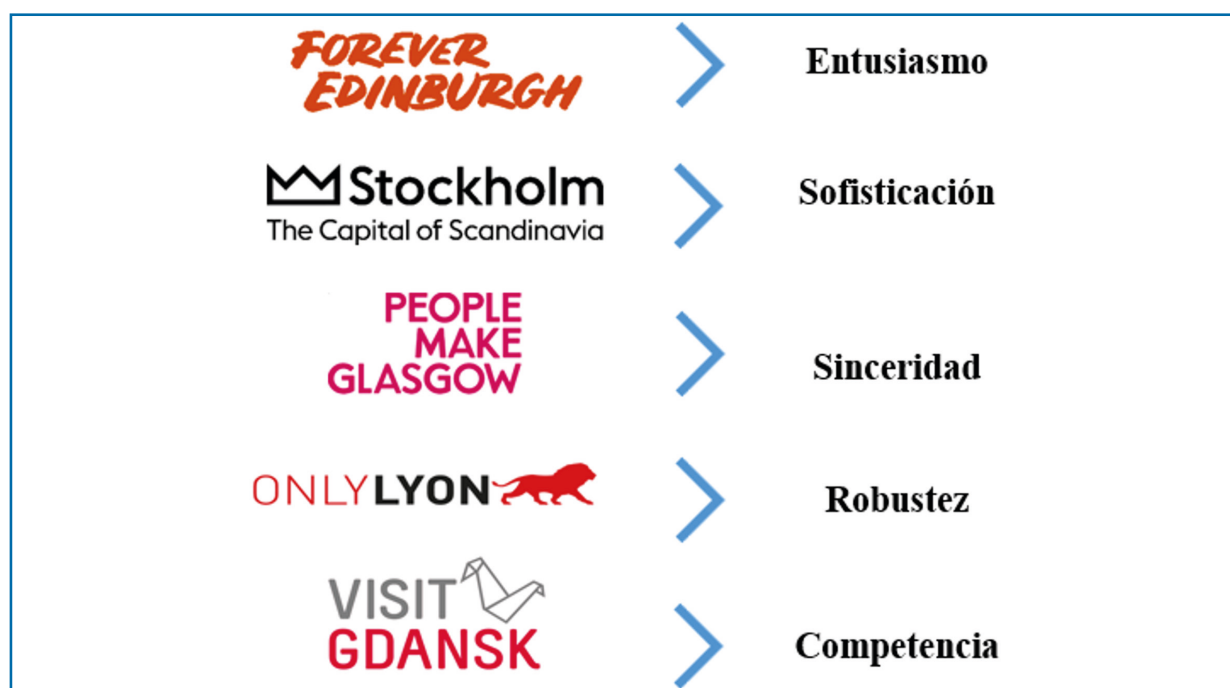 FOREVER
EDINBURGH
Entusiasmo
Stockholm
The Capital of Scandinavia
Sofisticación
PEOPLE
MAKE
GLASGOW
Sinceridad
ONLYLYON
Robustez
VISIT
GDANSK
Competencia